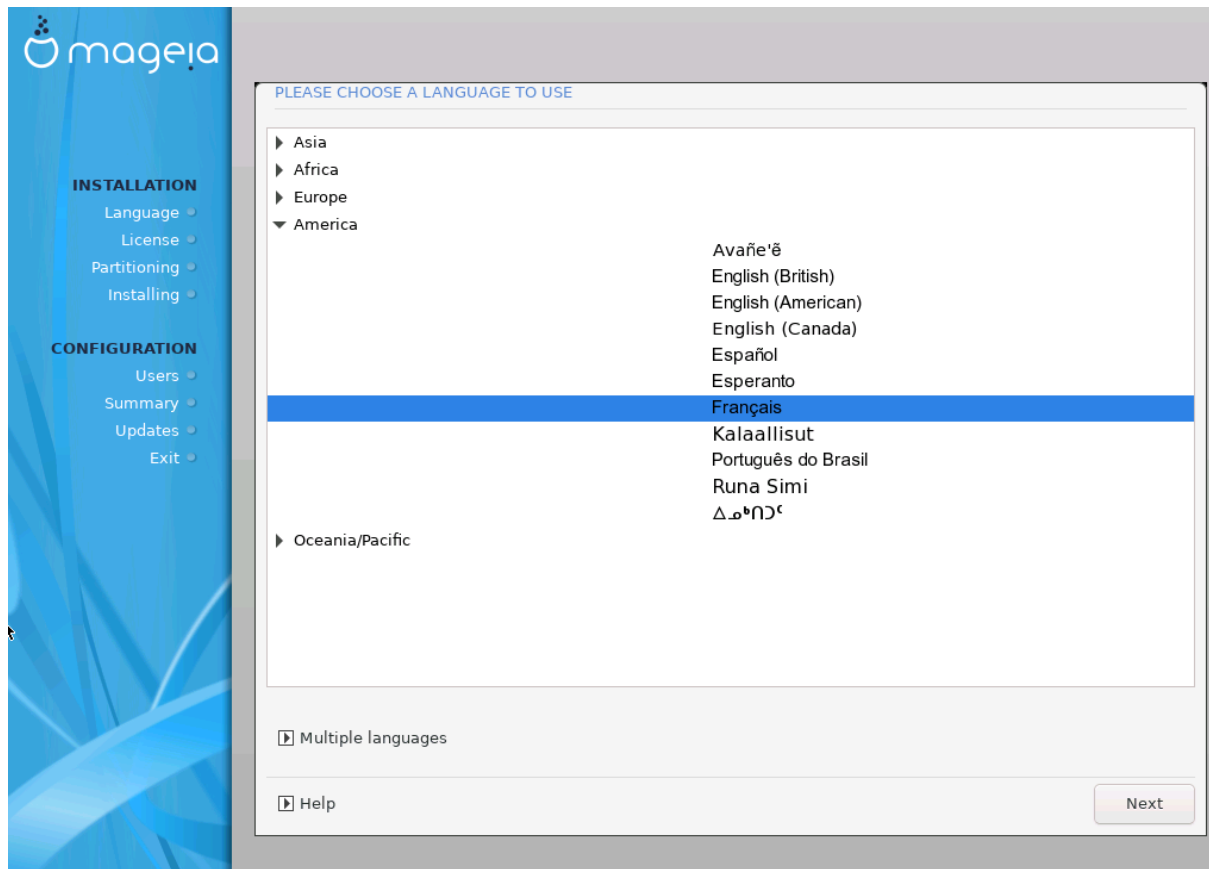 mageia
INSTALLATION
Language
License
Partitioning
Installing
CONFIGURATION
Users
Summary
Updates
Exit
PLEASE CHOOSE A LANGUAGE TO USE
Asia
Africa
Europe
America
Avañe'ẽ
English (British)
English (American)
English (Canada)
Español
Esperanto
Français
Kalaallisut
Português do Brasil
Runa Simi
ᐃᓄᒃᑎᑐᑦ
Oceania/Pacific
Multiple languages
Help
Next